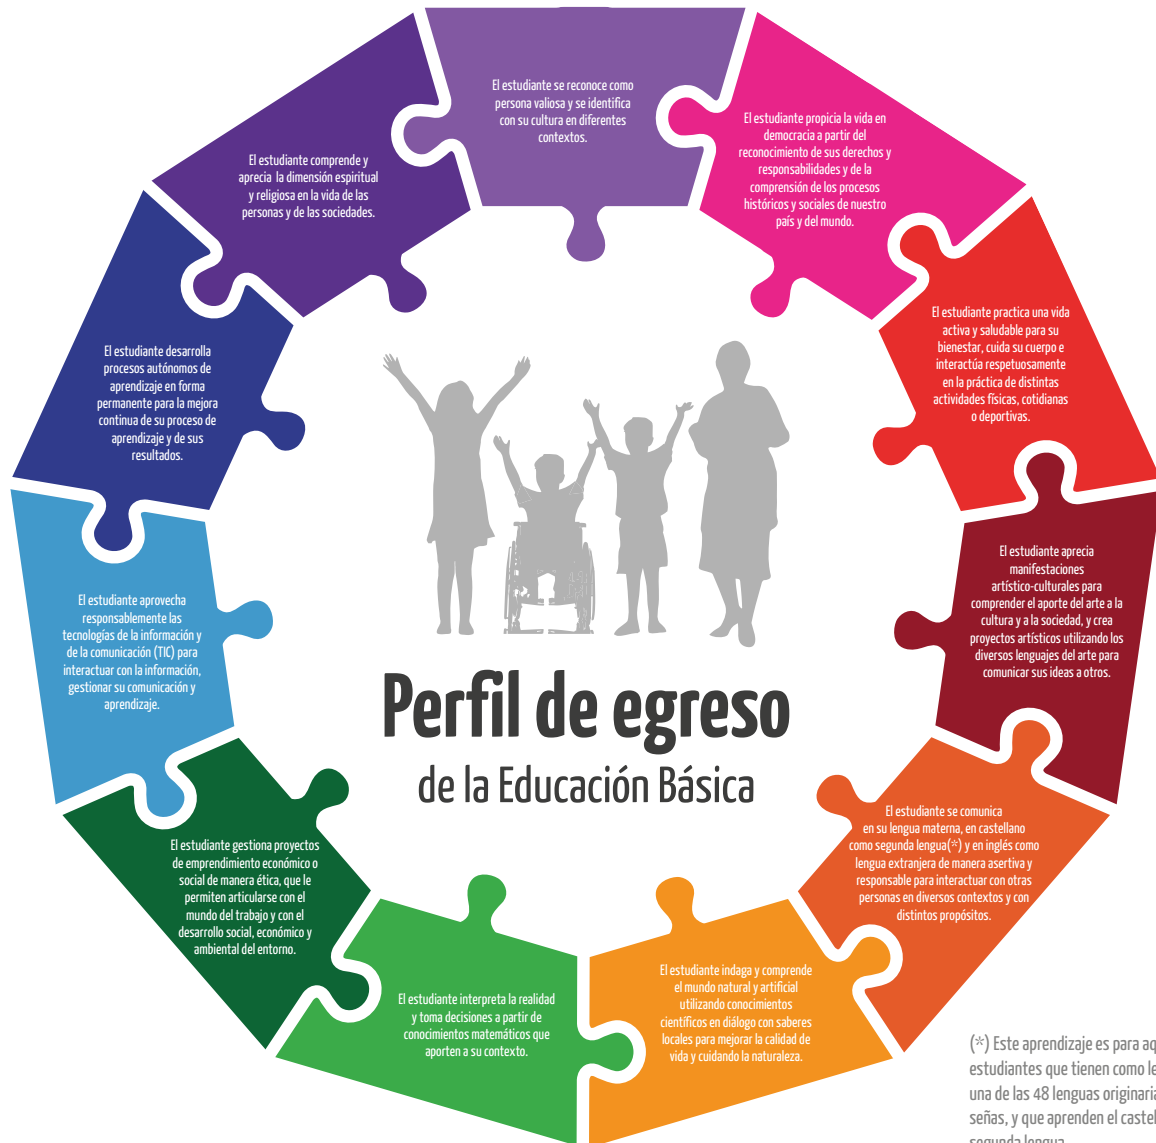 El estudiante se reconoce como
persona valiosa y se identifica
con su cultura en diferentes
contextos.
El estudiante propicia la vida en
democracia a partir del
reconocimiento de sus derechos y
responsabilidades y de la
comprensión de los procesos
históricos y sociales de nuestro
país y del mundo.
El estudiante practica una vida
activa y saludable para su
bienestar, cuida su cuerpo e
interactúa respetuosamente
en la práctica de distintas
actividades físicas, cotidianas
o deportivas.
El estudiante aprecia
manifestaciones
artístico-culturales para
comprender el aporte del arte a la
cultura y a la sociedad, y crea
proyectos artísticos utilizando los
diversos lenguajes del arte para
comunicar sus ideas a otros.
El estudiante se comunica
en su lengua materna, en castellano
como segunda lengua(*) y en inglés como
lengua extranjera de manera asertiva y
responsable para interactuar con otras
personas en diversos contextos y con
distintos propósitos.
El estudiante indaga y comprende
el mundo natural y artificial
utilizando conocimientos
científicos en diálogo con saberes
locales para mejorar la calidad de
vida y cuidando la naturaleza.
El estudiante interpreta la realidad
y toma decisiones a partir de
conocimientos matemáticos que
aporten a su contexto.
El estudiante gestiona proyectos
de emprendimiento económico o
social de manera ética, que le
permiten articularse con el
mundo del trabajo y con el
desarrollo social, económico y
ambiental del entorno.
El estudiante aprovecha
responsablemente las
tecnologías de la información y
de la comunicación (TIC) para
interactuar con la información,
gestionar su comunicación y
aprendizaje.
El estudiante desarrolla
procesos autónomos de
aprendizaje en forma
permanente para la mejora
continua de su proceso de
aprendizaje y de sus
resultados.
El estudiante comprende y
aprecia la dimensión espiritual
y religiosa en la vida de las
personas y de las sociedades.
Perfil de egreso
de la Educación Básica
(*) Este aprendizaje es para
estudiantes que tienen como
una de las 48 lenguas
señas, y que aprenden el
segunda lengua